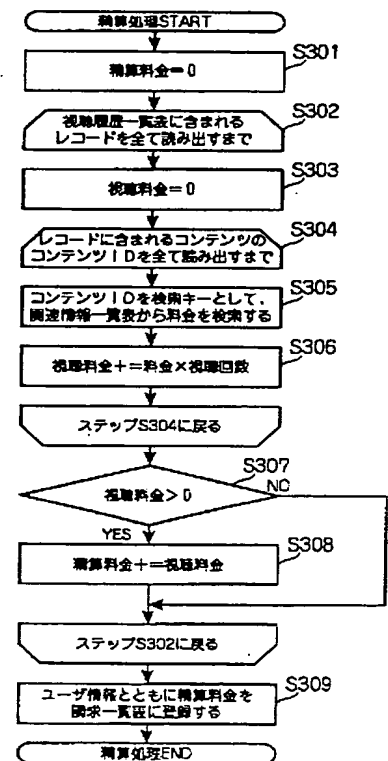 精算処理START
S301
精算料金=0
S302
視聴履歴一覧表に含まれる
レコードを全て読み出すまで
S303
視聴料金=0
S304
レコードに含まれるコンテンツの
コンテンツIDを全て読み出すまで
S305
コンテンツIDを検索キーとして、
関連情報一覧表から料金を検索する
S306
視聴料金+=料金×視聴回数
ステップS304に戻る
S307
視聴料金>0
NO
YES
S308
精算料金+=視聴料金
ステップS302に戻る
S309
ユーザ情報とともに精算料金を
請求一覧表に登録する
精算処理END